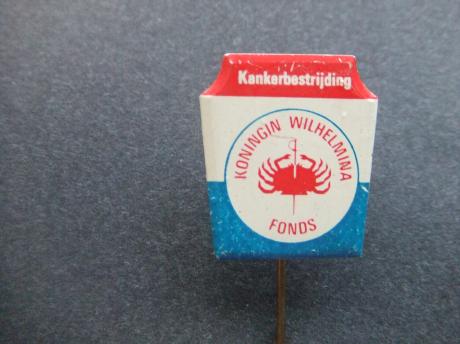 Kankerbestrijding
KONINGIN WILHELMINA
FONDS